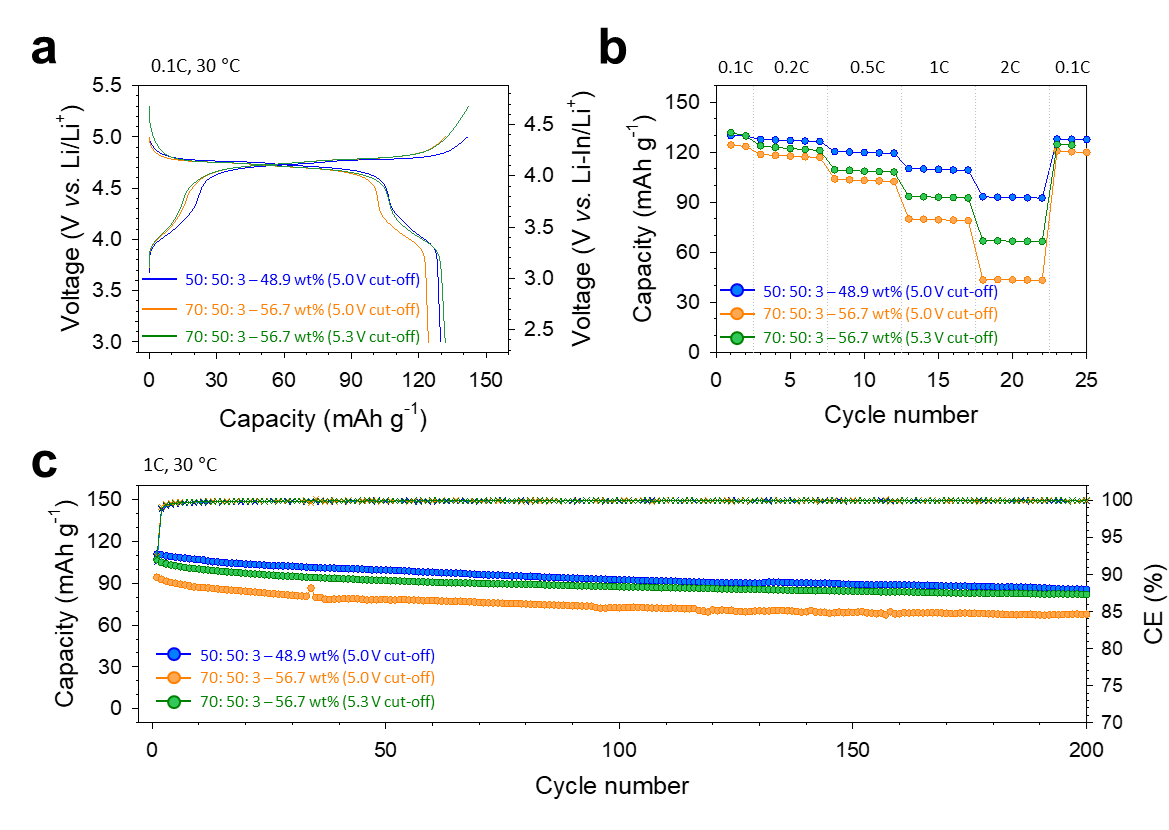 a
0.1C, 30 °C
5.5
5.0
4.5
4.0
3.5
3.0
Voltage (V vs. Li/Li+)
4.5
4.0
3.5
3.0
2.5
Voltage (V vs. Li-In/Li+)
50: 50: 3 – 48.9 wt% (5.0 V cut-off)
70: 50: 3 – 56.7 wt% (5.0 V cut-off)
70: 50: 3 – 56.7 wt% (5.3 V cut-off)
0 30 60 90 120 150
Capacity (mAh g-1)
b
0.1C 0.2C 0.5C 1C 2C 0.1C
150
120
90
60
30
0
Capacity (mAh g-1)
50: 50: 3 – 48.9 wt% (5.0 V cut-off)
70: 50: 3 – 56.7 wt% (5.0 V cut-off)
70: 50: 3 – 56.7 wt% (5.3 V cut-off)
0 5 10 15 20 25
Cycle number
c
1C, 30 °C
150
120
90
60
30
0
Capacity (mAh g-1)
100
95
90
85
80
75
70
CE (%)
50: 50: 3 – 48.9 wt% (5.0 V cut-off)
70: 50: 3 – 56.7 wt% (5.0 V cut-off)
70: 50: 3 – 56.7 wt% (5.3 V cut-off)
0 50 100 150 200
Cycle number